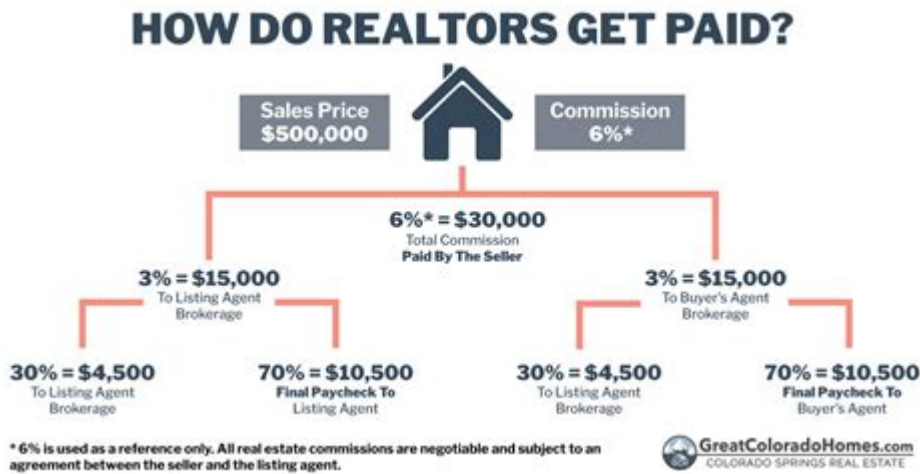 HOW DO REALTORS GET PAID?
Sales Price
$500,000
Commission
6%*
6%* = $30,000
Total Commission
Paid By The Seller
3% = $15,000
To Listing Agent
Brokerage
3% = $15,000
To Buyer's Agent
Brokerage
30% = $4,500
To Listing Agent
Brokerage
70% = $10,500
Final Paycheck To
Listing Agent
30% = $4,500
To Listing Agent
Brokerage
70% = $10,500
Final Paycheck To
Buyer's Agent
* 6% is used as a reference only. All real estate commissions are negotiable and subject to an
agreement between the seller and the listing agent.
GreatColoradoHomes.com
COLORADO SPRINGS REAL ESTATE